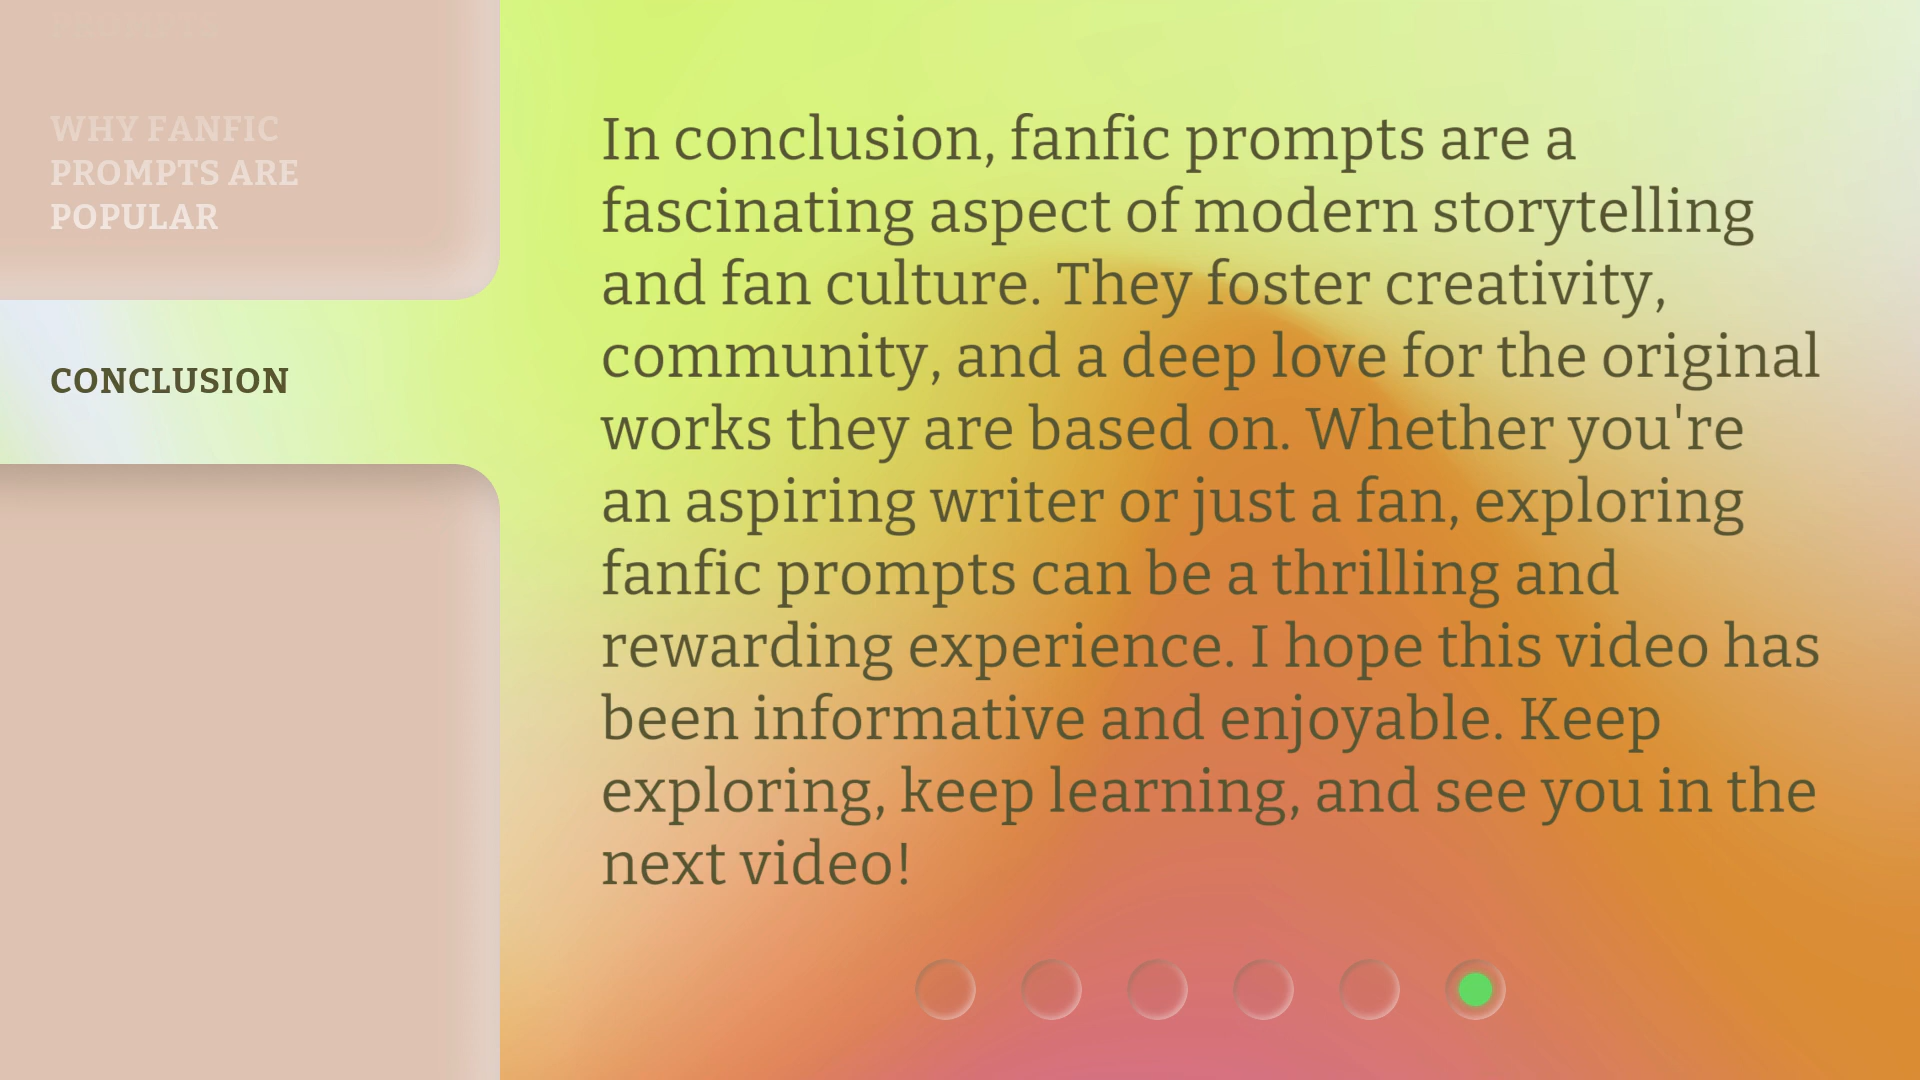 WHY FANFIC
PROMPTS ARE
POPULAR
CONCLUSION
In conclusion, fanfic prompts are a
fascinating aspect of modern storytelling
and fan culture. They foster creativity,
community, and a deep love for the original
works they are based on. Whether you're
an aspiring writer or just a fan, exploring
fanfic prompts can be a thrilling and
rewarding experience. I hope this video has
been informative and enjoyable. Keep
exploring, keep learning, and see you in the
next video!